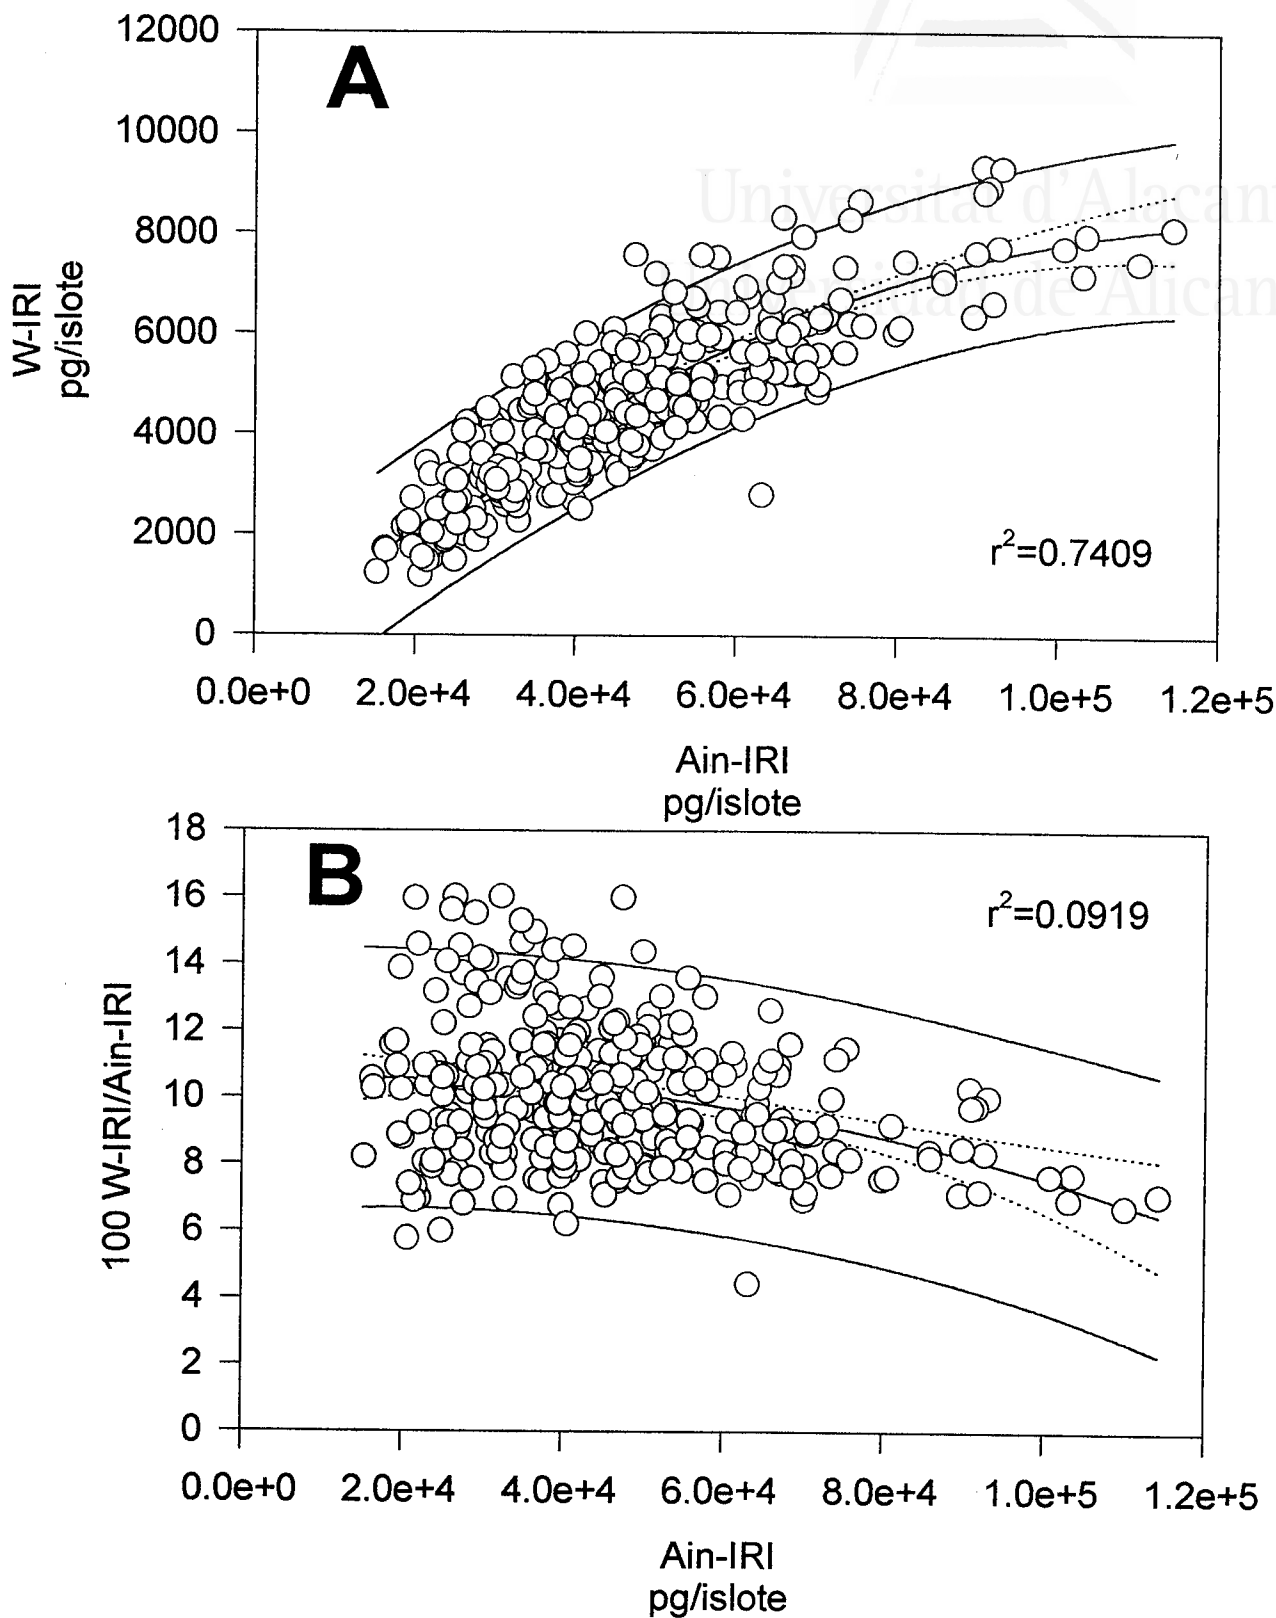 12000
A
10000
8000
6000
4000
2000
0
W-IRI
pg/islote
Universitat d'Alacan
Universidad de Alican
r²=0.7409
0.0e+0 2.0e+4 4.0e+4 6.0e+4 8.0e+4 1.0e+5 1.2e+5
Ain-IRI
pg/islote
18
B
16
14
12
10
8
6
4
2
0
100 W-IRI/Ain-IRI
r²=0.0919
0.0e+0 2.0e+4 4.0e+4 6.0e+4 8.0e+4 1.0e+5 1.2e+5
Ain-IRI
pg/islote